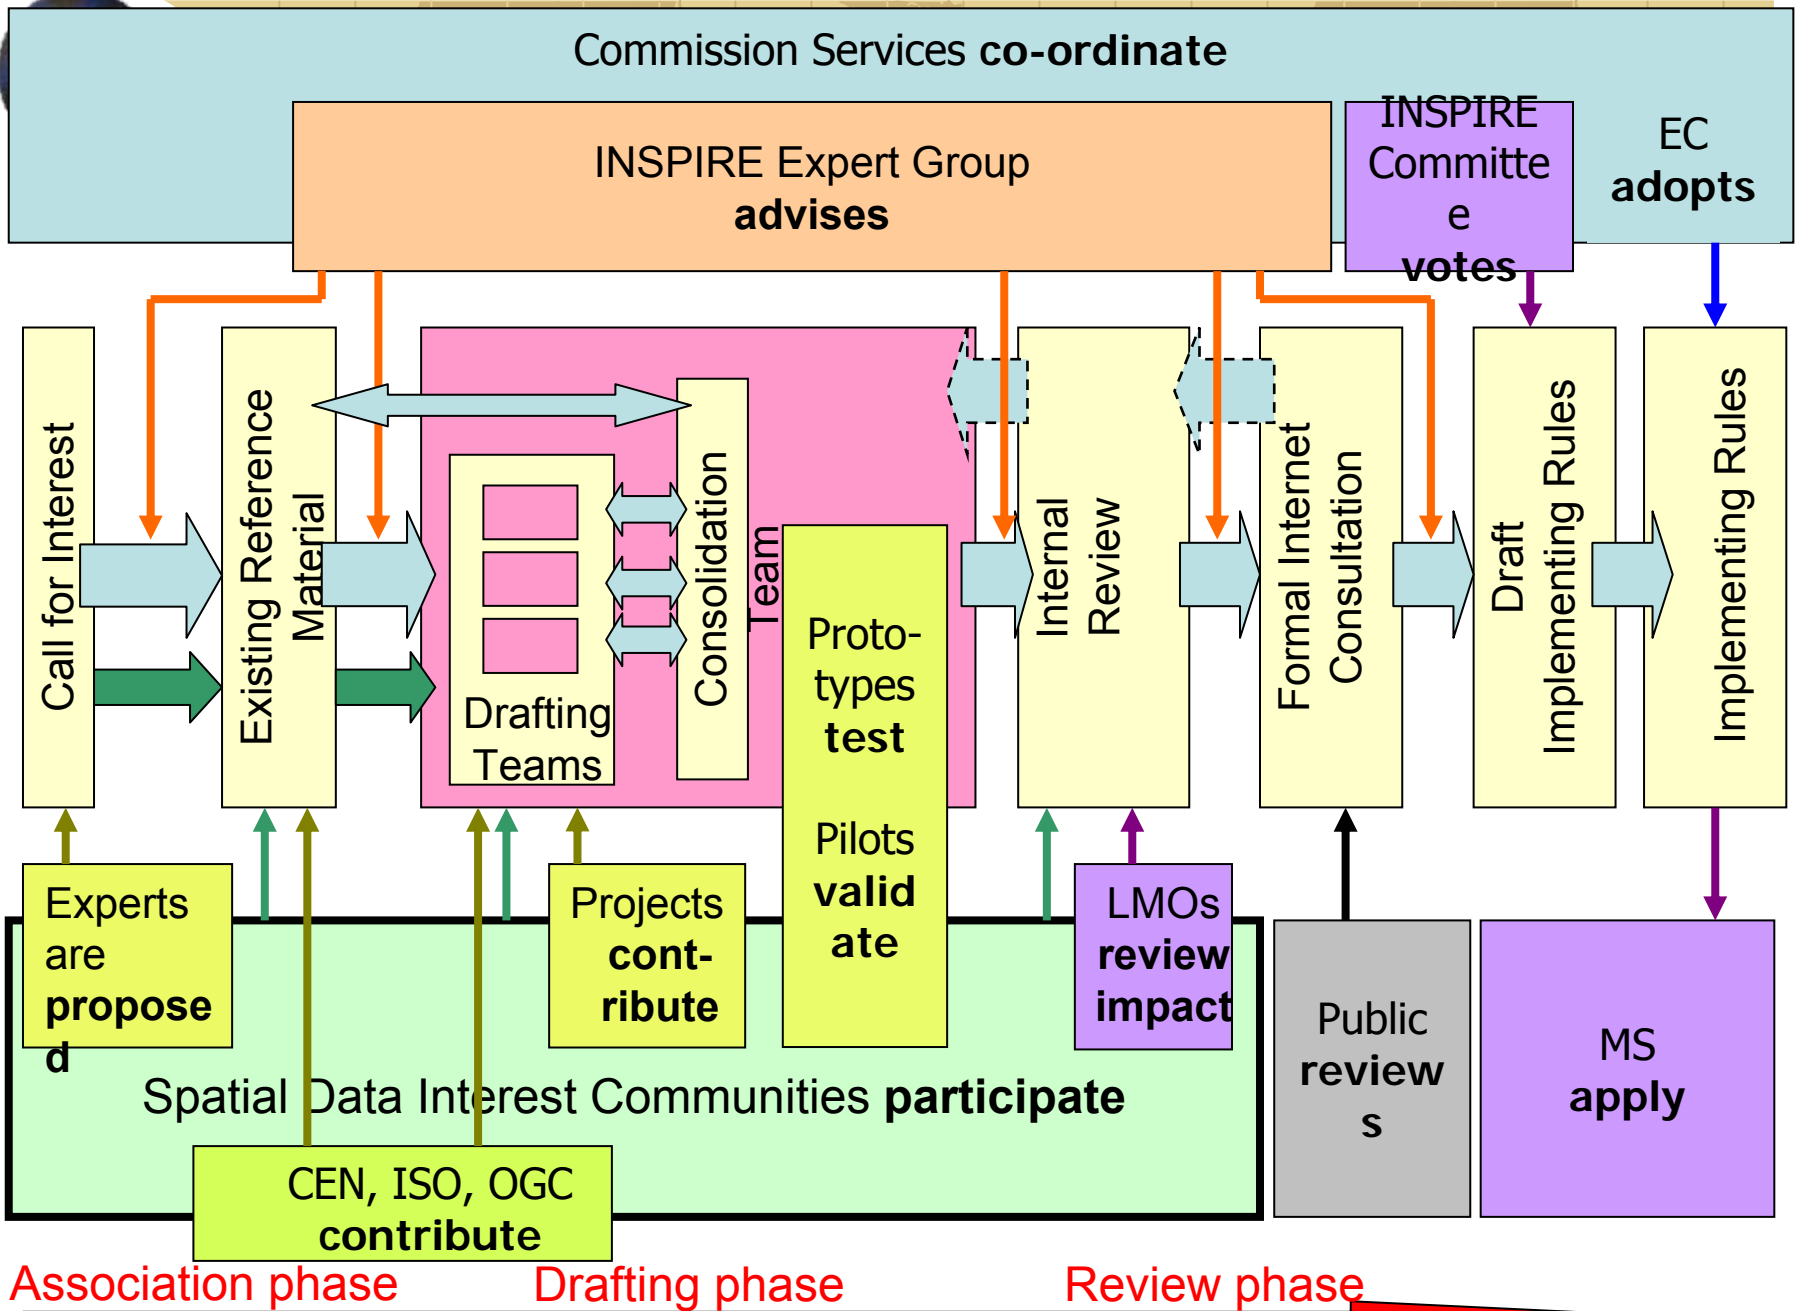 Commission Services co-ordinate
INSPIRE Expert Group
advises
INSPIRE
Committe
e
votes
EC
adopts
Call for Interest
Existing Reference
Material
Drafting
Teams
Consolidation
Team
Proto-
types
test
Pilots
valid
ate
Internal
Review
Formal Internet
Consultation
Draft
Implementing Rules
Implementing Rules
Experts
are
propose
d
Projects
cont-
ribute
LMOs
review
impact
Public
review
s
MS
apply
Spatial Data Interest Communities participate
CEN, ISO, OGC
contribute
Association phase
Drafting phase
Review phase